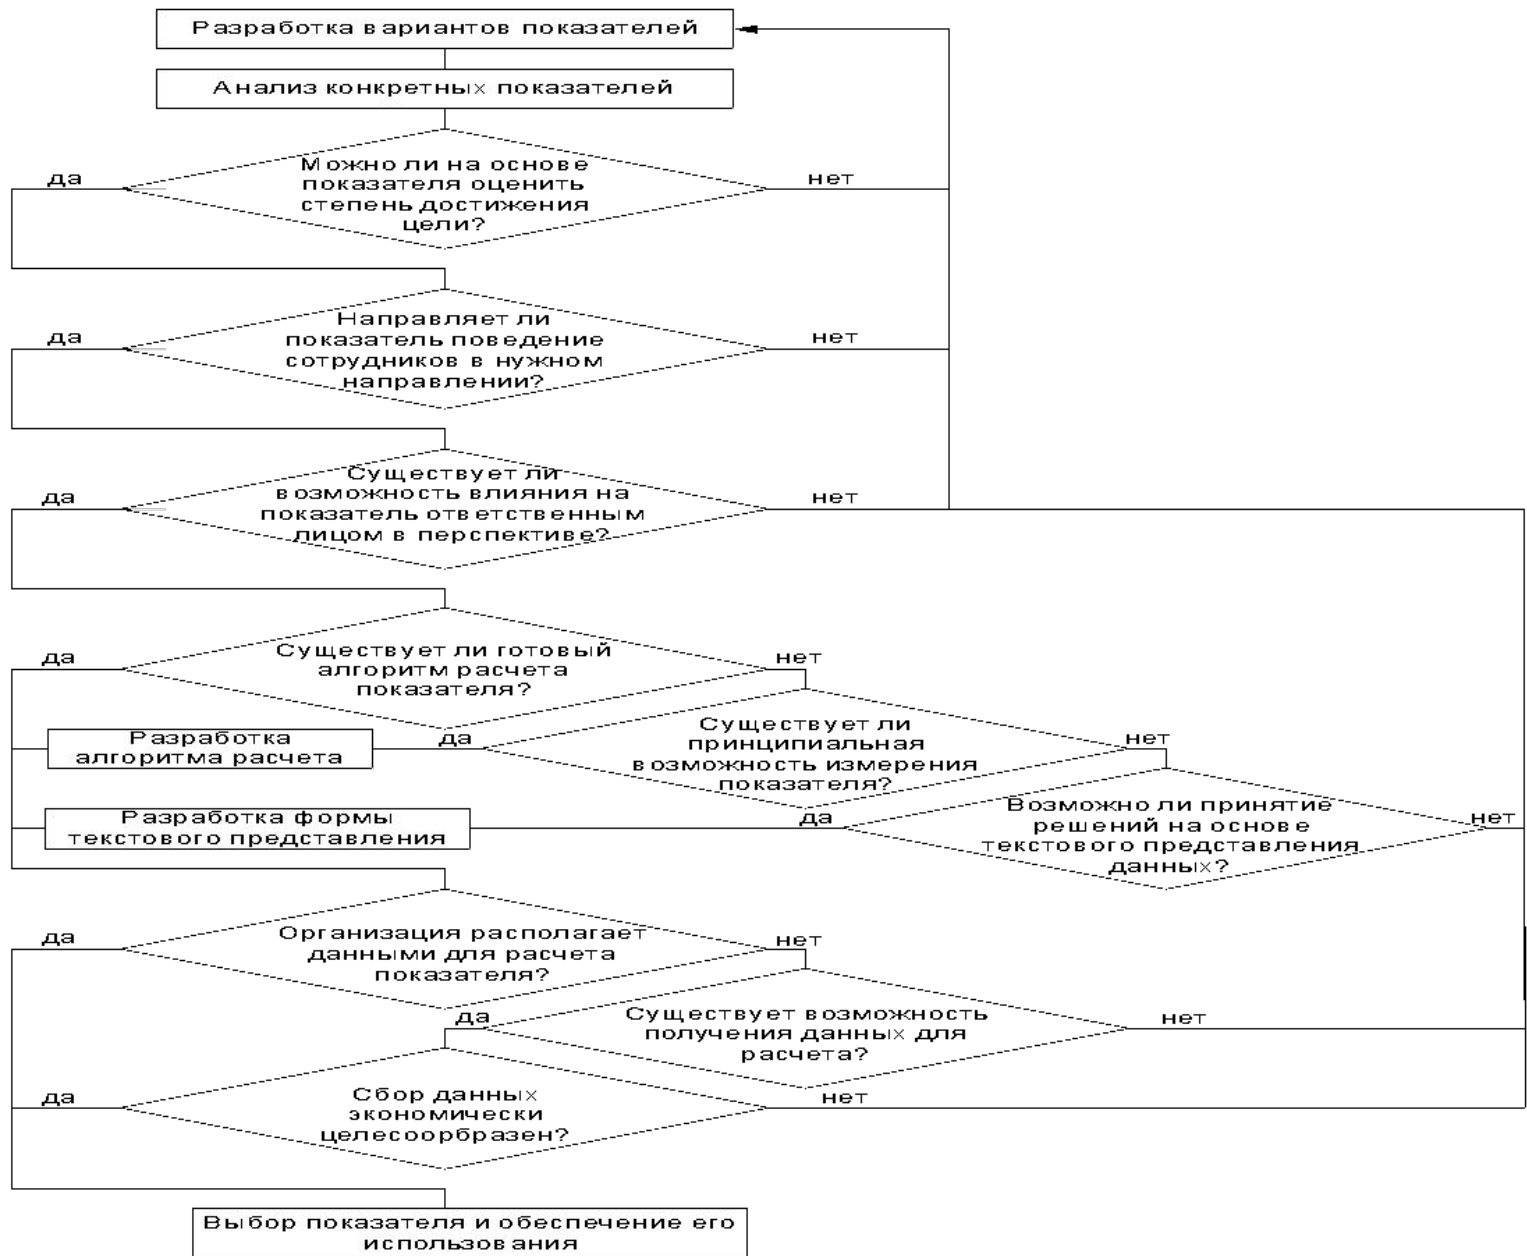 Разработка вариантов показателей
Анализ конкретных показателей
Можно ли на основе
показателя оценить
степень достижения
цели?
да
нет
Направляет ли
показатель поведение
сотрудников в нужном
направлении?
да
нет
Существует ли
возможность влияния на
показатель ответственным
лицом в перспективе?
да
нет
Существует ли готовый
алгоритм расчета
показателя?
да
нет
Существует ли
принципиальная
возможность измерения
показателя?
да
нет
Разработка
алгоритма расчета
Возможно ли принятие
решений на основе
текстового представления
данных?
да
нет
Разработка формы
текстового представления
Организация располагает
данными для расчета
показателя?
да
нет
Существует возможность
получения данных для
расчета?
да
нет
Сбор данных
экономически
целесоорбразен?
да
нет
Выбор показателя и обеспечение его
использования